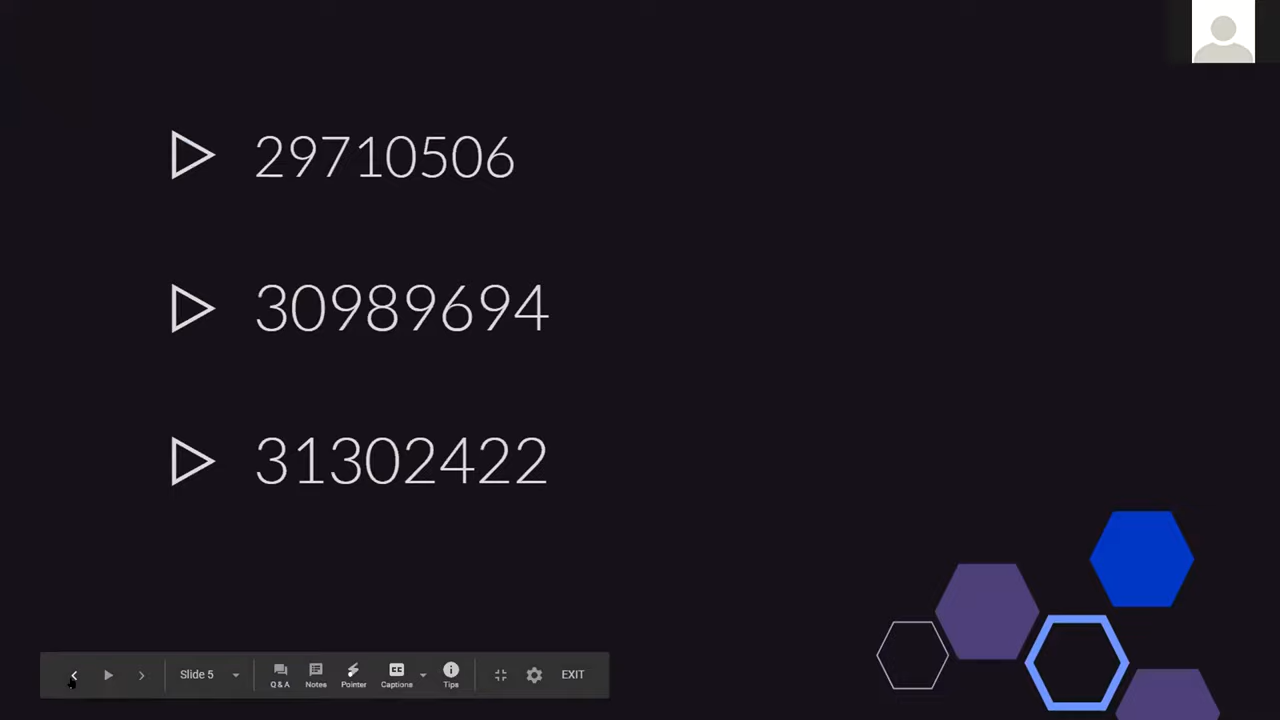 29710506
30989694
31302422
Slide 5
Q & A
Notes
Pointer
Captions
Tips
EXIT